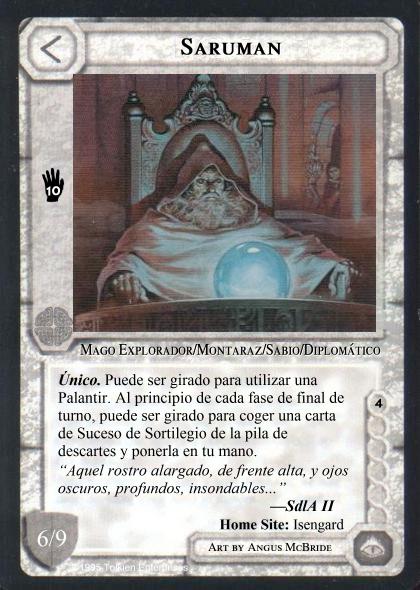 Saruman
10
Mago Explorador/Montaraz/Sabio/Diplomático
Único. Puede ser girado para utilizar una
Palantir. Al principio de cada fase de final de
turno, puede ser girado para coger una carta
de Suceso de Sortilegio de la pila de
descartes y ponerla en tu mano.
“Aquel rostro alargado, de frente alta, y ojos
oscuros, profundos, insondables...”
—SdlA II
Home Site: Isengard
4
6/9
Art by Angus McBride
© 1995 Tolkien Enterprises